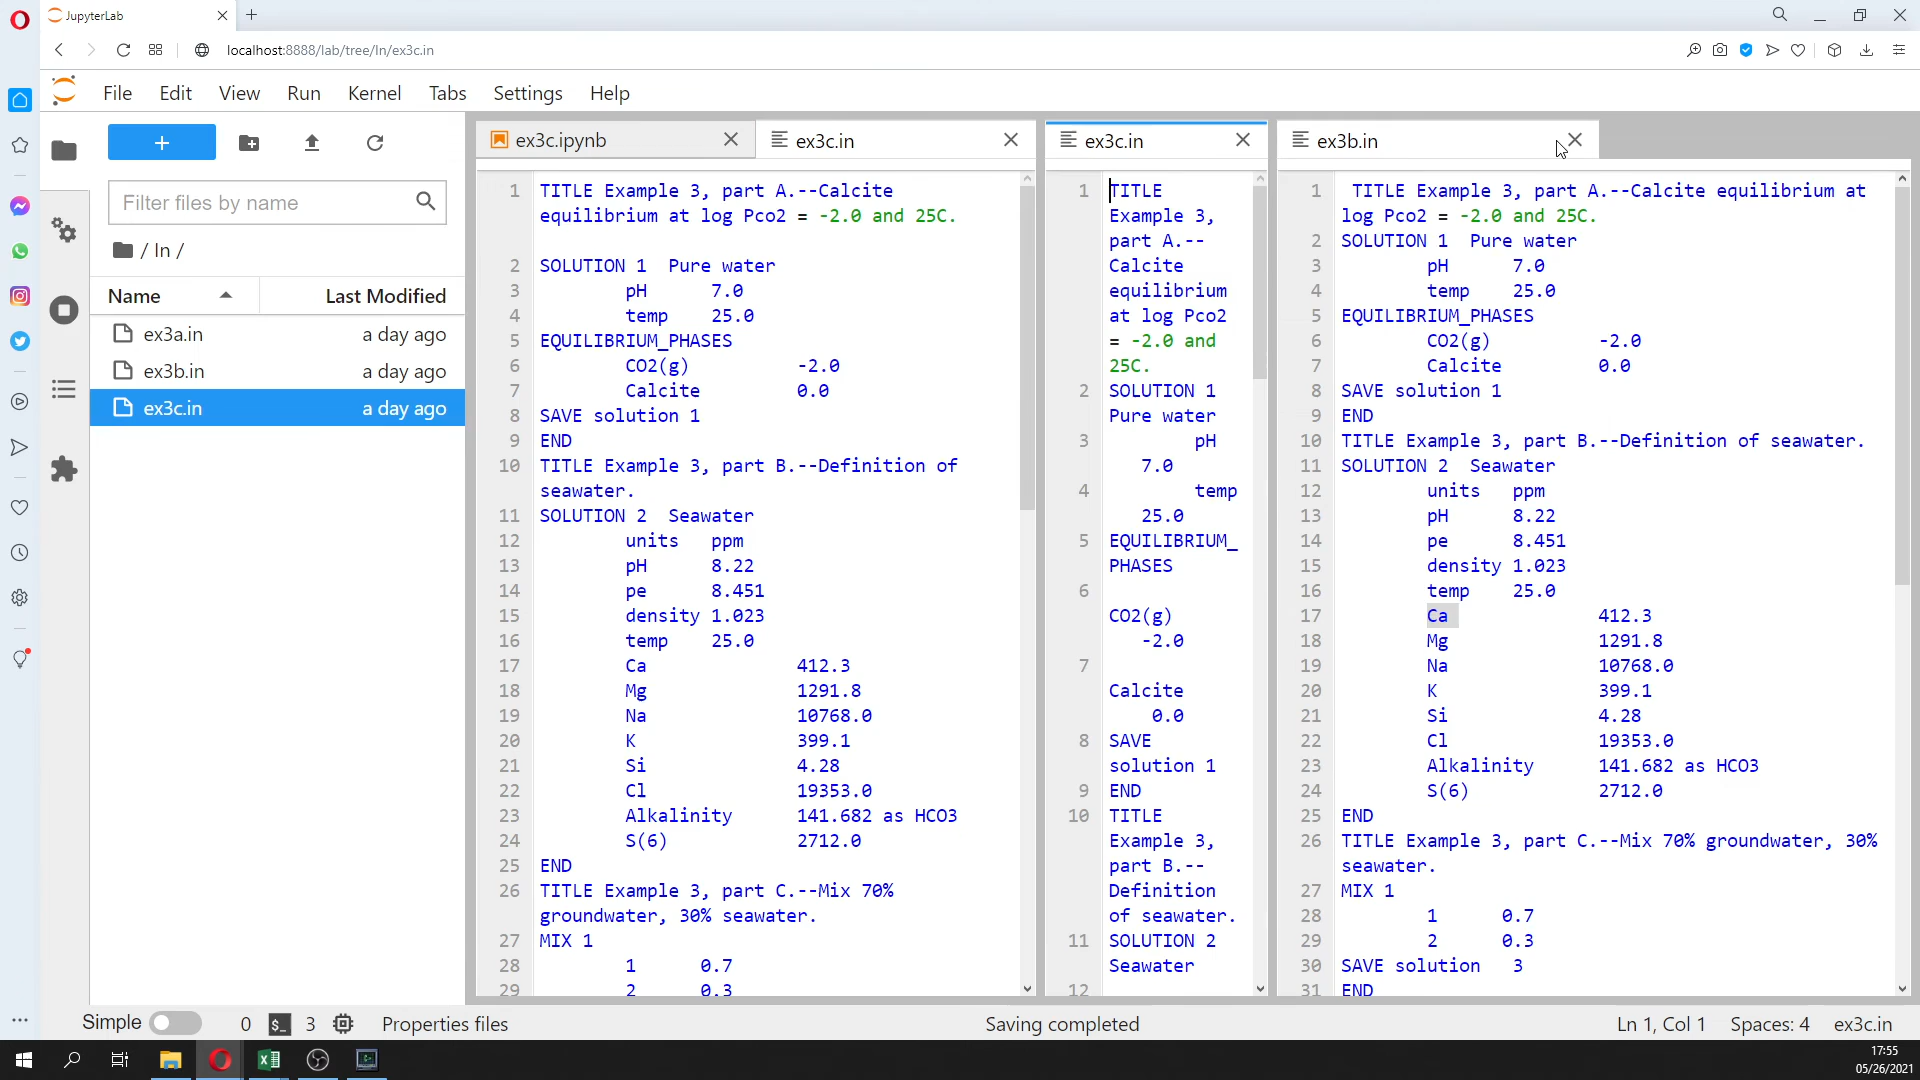 JupyterLab
localhost:8888/lab/tree/In/ex3c.in
File Edit View Run Kernel Tabs Settings Help
Filter files by name
/ In /
Name Last Modified
ex3a.in a day ago
ex3b.in a day ago
ex3c.in a day ago
ex3c.ipynb
ex3c.in
1 TITLE Example 3, part A.--Calcite
equilibrium at log Pco2 = -2.0 and 25C.
2 SOLUTION 1 Pure water
3 pH 7.0
4 temp 25.0
5 EQUILIBRIUM_PHASES
6 CO2(g) -2.0
7 Calcite 0.0
8 SAVE solution 1
9 END
10 TITLE Example 3, part B.--Definition of
seawater.
11 SOLUTION 2 Seawater
12 units ppm
13 pH 8.22
14 pe 8.451
15 density 1.023
16 temp 25.0
17 Ca 412.3
18 Mg 1291.8
19 Na 10768.0
20 K 399.1
21 Si 4.28
22 Cl 19353.0
23 Alkalinity 141.682 as HCO3
24 S(6) 2712.0
25 END
26 TITLE Example 3, part C.--Mix 70%
groundwater, 30% seawater.
27 MIX 1
28 1 0.7
29 2 0.3
ex3c.in
1 TITLE
Example 3,
part A.--
Calcite
equilibrium
at log Pco2
= -2.0 and
25C.
2 SOLUTION 1
Pure water
3 pH
7.0
4 temp
25.0
5 EQUILIBRIUM_
PHASES
6
CO2(g)
-2.0
7
Calcite
0.0
8 SAVE
solution 1
9 END
10 TITLE
Example 3,
part B.--
Definition
of seawater.
11 SOLUTION 2
Seawater
12
ex3b.in
1 TITLE Example 3, part A.--Calcite equilibrium at
log Pco2 = -2.0 and 25C.
2 SOLUTION 1 Pure water
3 pH 7.0
4 temp 25.0
5 EQUILIBRIUM_PHASES
6 CO2(g) -2.0
7 Calcite 0.0
8 SAVE solution 1
9 END
10 TITLE Example 3, part B.--Definition of seawater.
11 SOLUTION 2 Seawater
12 units ppm
13 pH 8.22
14 pe 8.451
15 density 1.023
16 temp 25.0
17 Ca 412.3
18 Mg 1291.8
19 Na 10768.0
20 K 399.1
21 Si 4.28
22 Cl 19353.0
23 Alkalinity 141.682 as HCO3
24 S(6) 2712.0
25 END
26 TITLE Example 3, part C.--Mix 70% groundwater, 30%
seawater.
27 MIX 1
28 1 0.7
29 2 0.3
30 SAVE solution 3
31 END
Simple 0 $_ 3 Properties files Saving completed Ln 1, Col 1 Spaces: 4 ex3c.in
17:55
05/26/2021